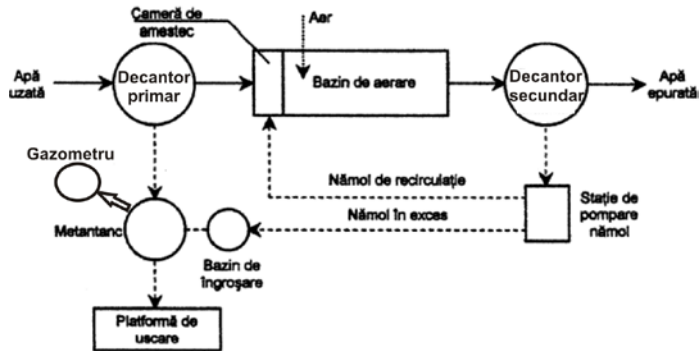 Cameră de
amestec
Aer
Apă
uzată
Decantor
primar
Bazin de aerare
Decantor
secundar
Apă
epurată
Gazometru
Nămol de recirculație
Metantanc
Nămol în exces
Stație de
pompare
nămol
Bazin de
îngroșare
Platformă de
uscare